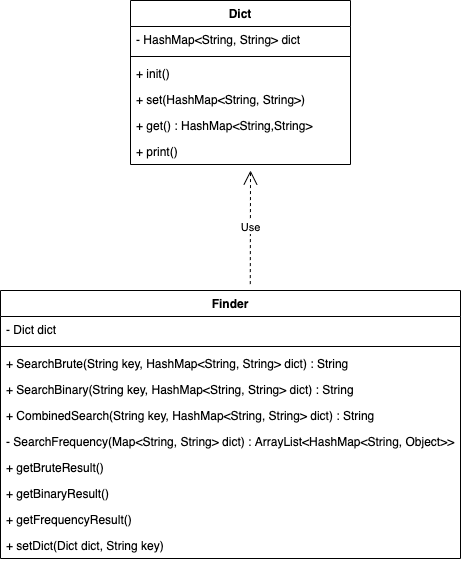 Dict
- HashMap<String, String> dict
+ init()
+ set(HashMap<String, String>)
+ get() : HashMap<String,String>
+ print()
Use
Finder
- Dict dict
+ SearchBrute(String key, HashMap<String, String> dict) : String
+ SearchBinary(String key, HashMap<String, String> dict) : String
+ CombinedSearch(String key, HashMap<String, String> dict) : String
- SearchFrequency(Map<String, String> dict) : ArrayList<HashMap<String, Object>>
+ getBruteResult()
+ getBinaryResult()
+ getFrequencyResult()
+ setDict(Dict dict, String key)